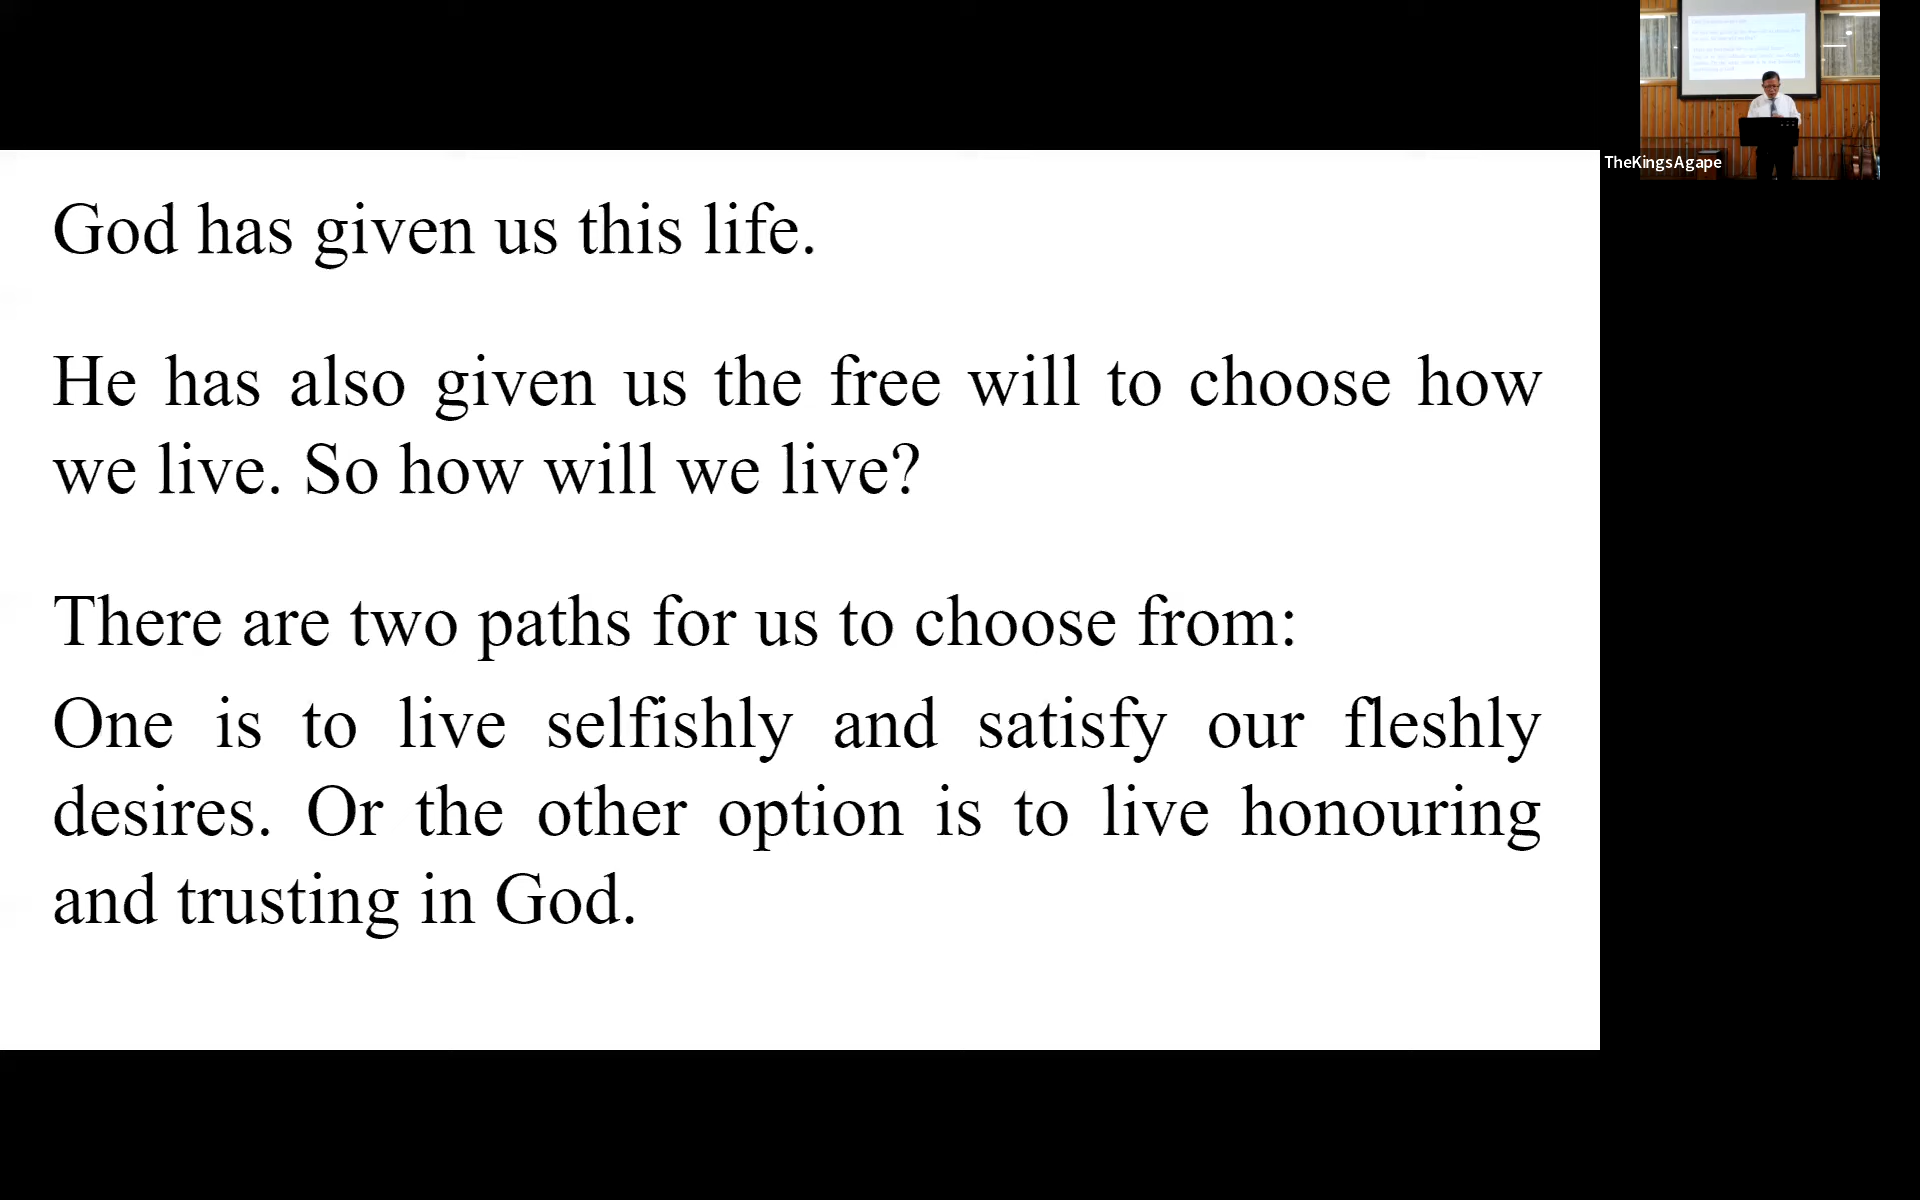 God has given us this life.
He has also given us the free will to choose how
we live. So how will we live?
There are two paths for us to choose from:
One is to live selfishly and satisfy our fleshly
desires. Or the other option is to live honouring
and trusting in God.
TheKingsAgape